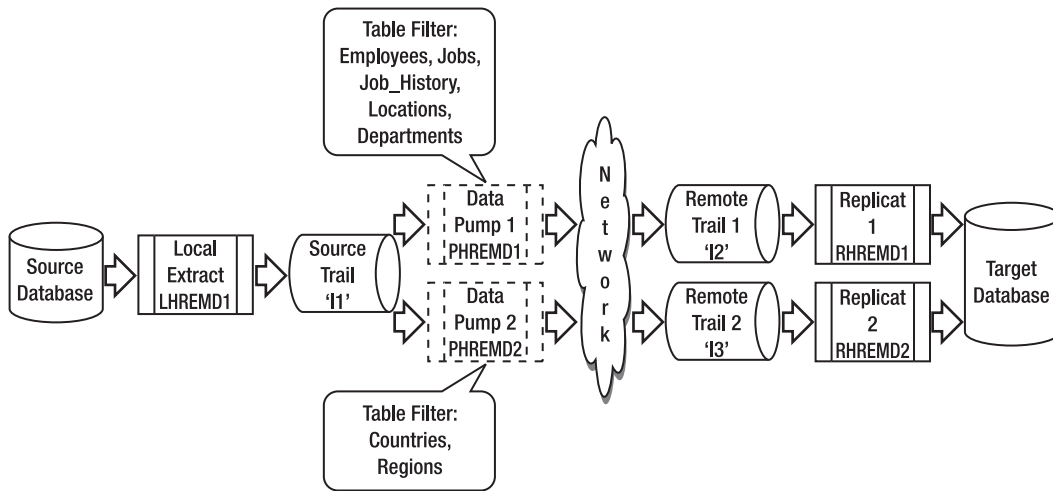 Table Filter:
Employees, Jobs,
Job_History,
Locations,
Departments
Source
Database
Local
Extract
LHREMD1
Source
Trail
‘l1’
Data
Pump 1
PHREMD1
Data
Pump 2
PHREMD2
Network
Remote
Trail 1
‘l2’
Remote
Trail 2
‘l3’
Replicat
1
RHREMD1
Replicat
2
RHREMD2
Target
Database
Table Filter:
Countries,
Regions